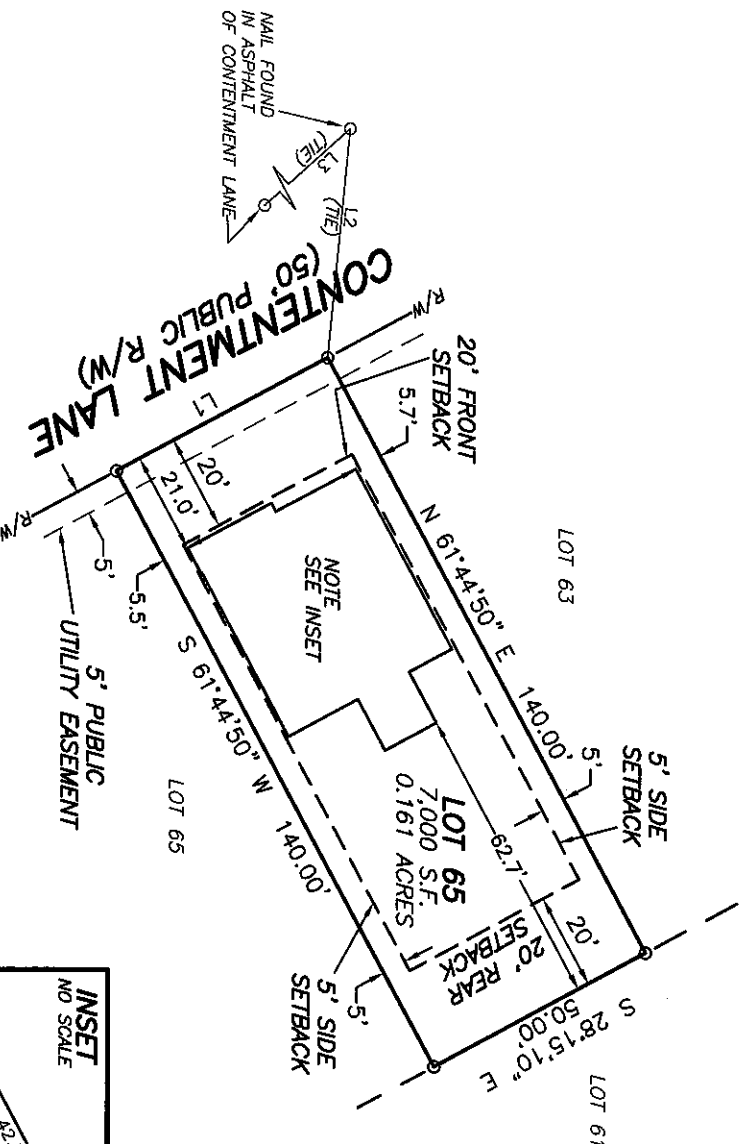 NAIL FOUND
IN ASPHALT
OF CONTENTMENT LANE
L3
(TIE)
L2
(TIE)
CONTENTMENT LANE
(50' PUBLIC R/W)
R/W
R/W
L1
20' FRONT
SETBACK
5.7'
20'
21.0'
5'
5.5'
5' PUBLIC
UTILITY EASEMENT
NOTE
SEE INSET
LOT 63
N 61°44'50" E 140.00'
5'
5' SIDE
SETBACK
LOT 65
7,000 S.F.
0.161 ACRES
62.7'
20'
20' REAR
SETBACK
S 61°44'50" W 140.00'
LOT 65
5'
5' SIDE
SETBACK
S 28°15'10" E
50.00'
LOT 61
INSET
NO SCALE
42.